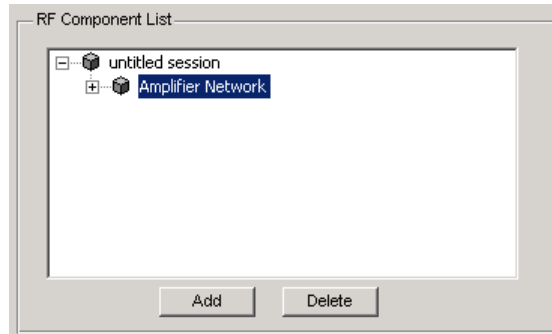 RF Component List
untitled session
Amplifier Network
Add Delete